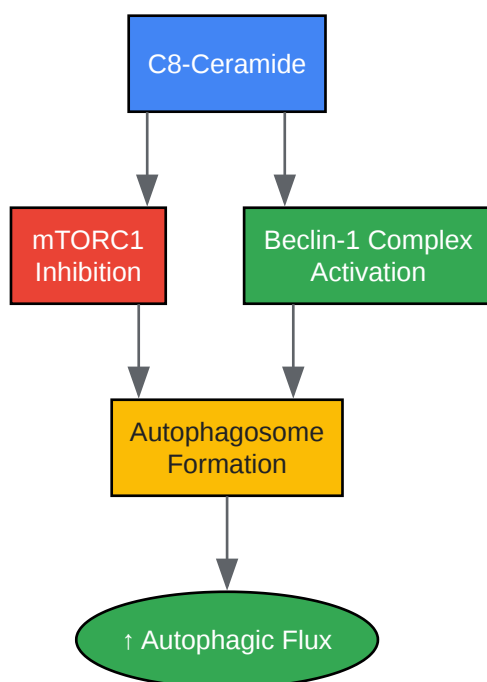 C8-Ceramide
mTORC1
Inhibition
Beclin-1 Complex
Activation
Autophagosome
Formation
↑ Autophagic Flux